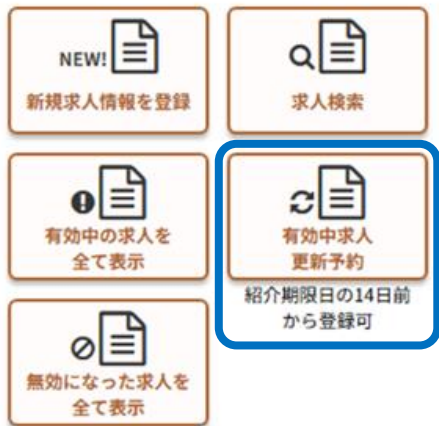 NEW!
新規求人情報を登録
求人検索
有効中の求人を
全て表示
有効中求人
更新予約
紹介期限日の14日前
から登録可
無効になった求人を
全て表示